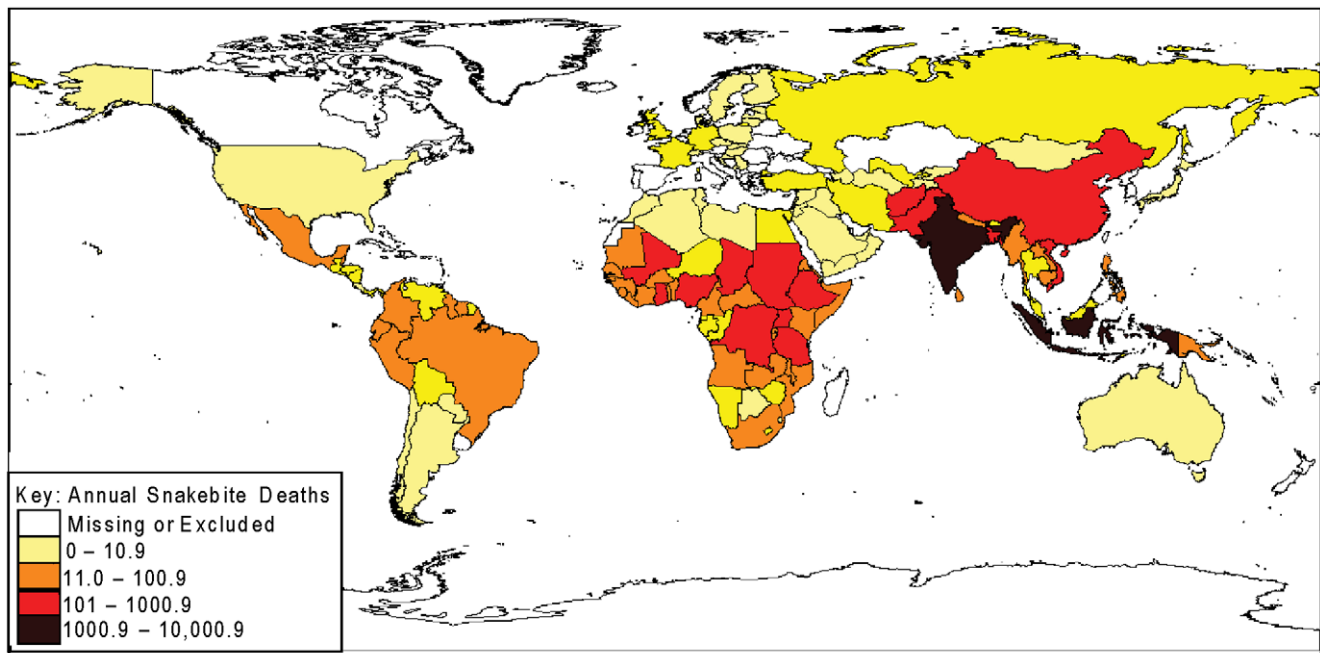 Key: Annual Snakebite Deaths
Missing or Excluded
0 – 10.9
11.0 – 100.9
101 – 1000.9
1000.9 – 10,000.9